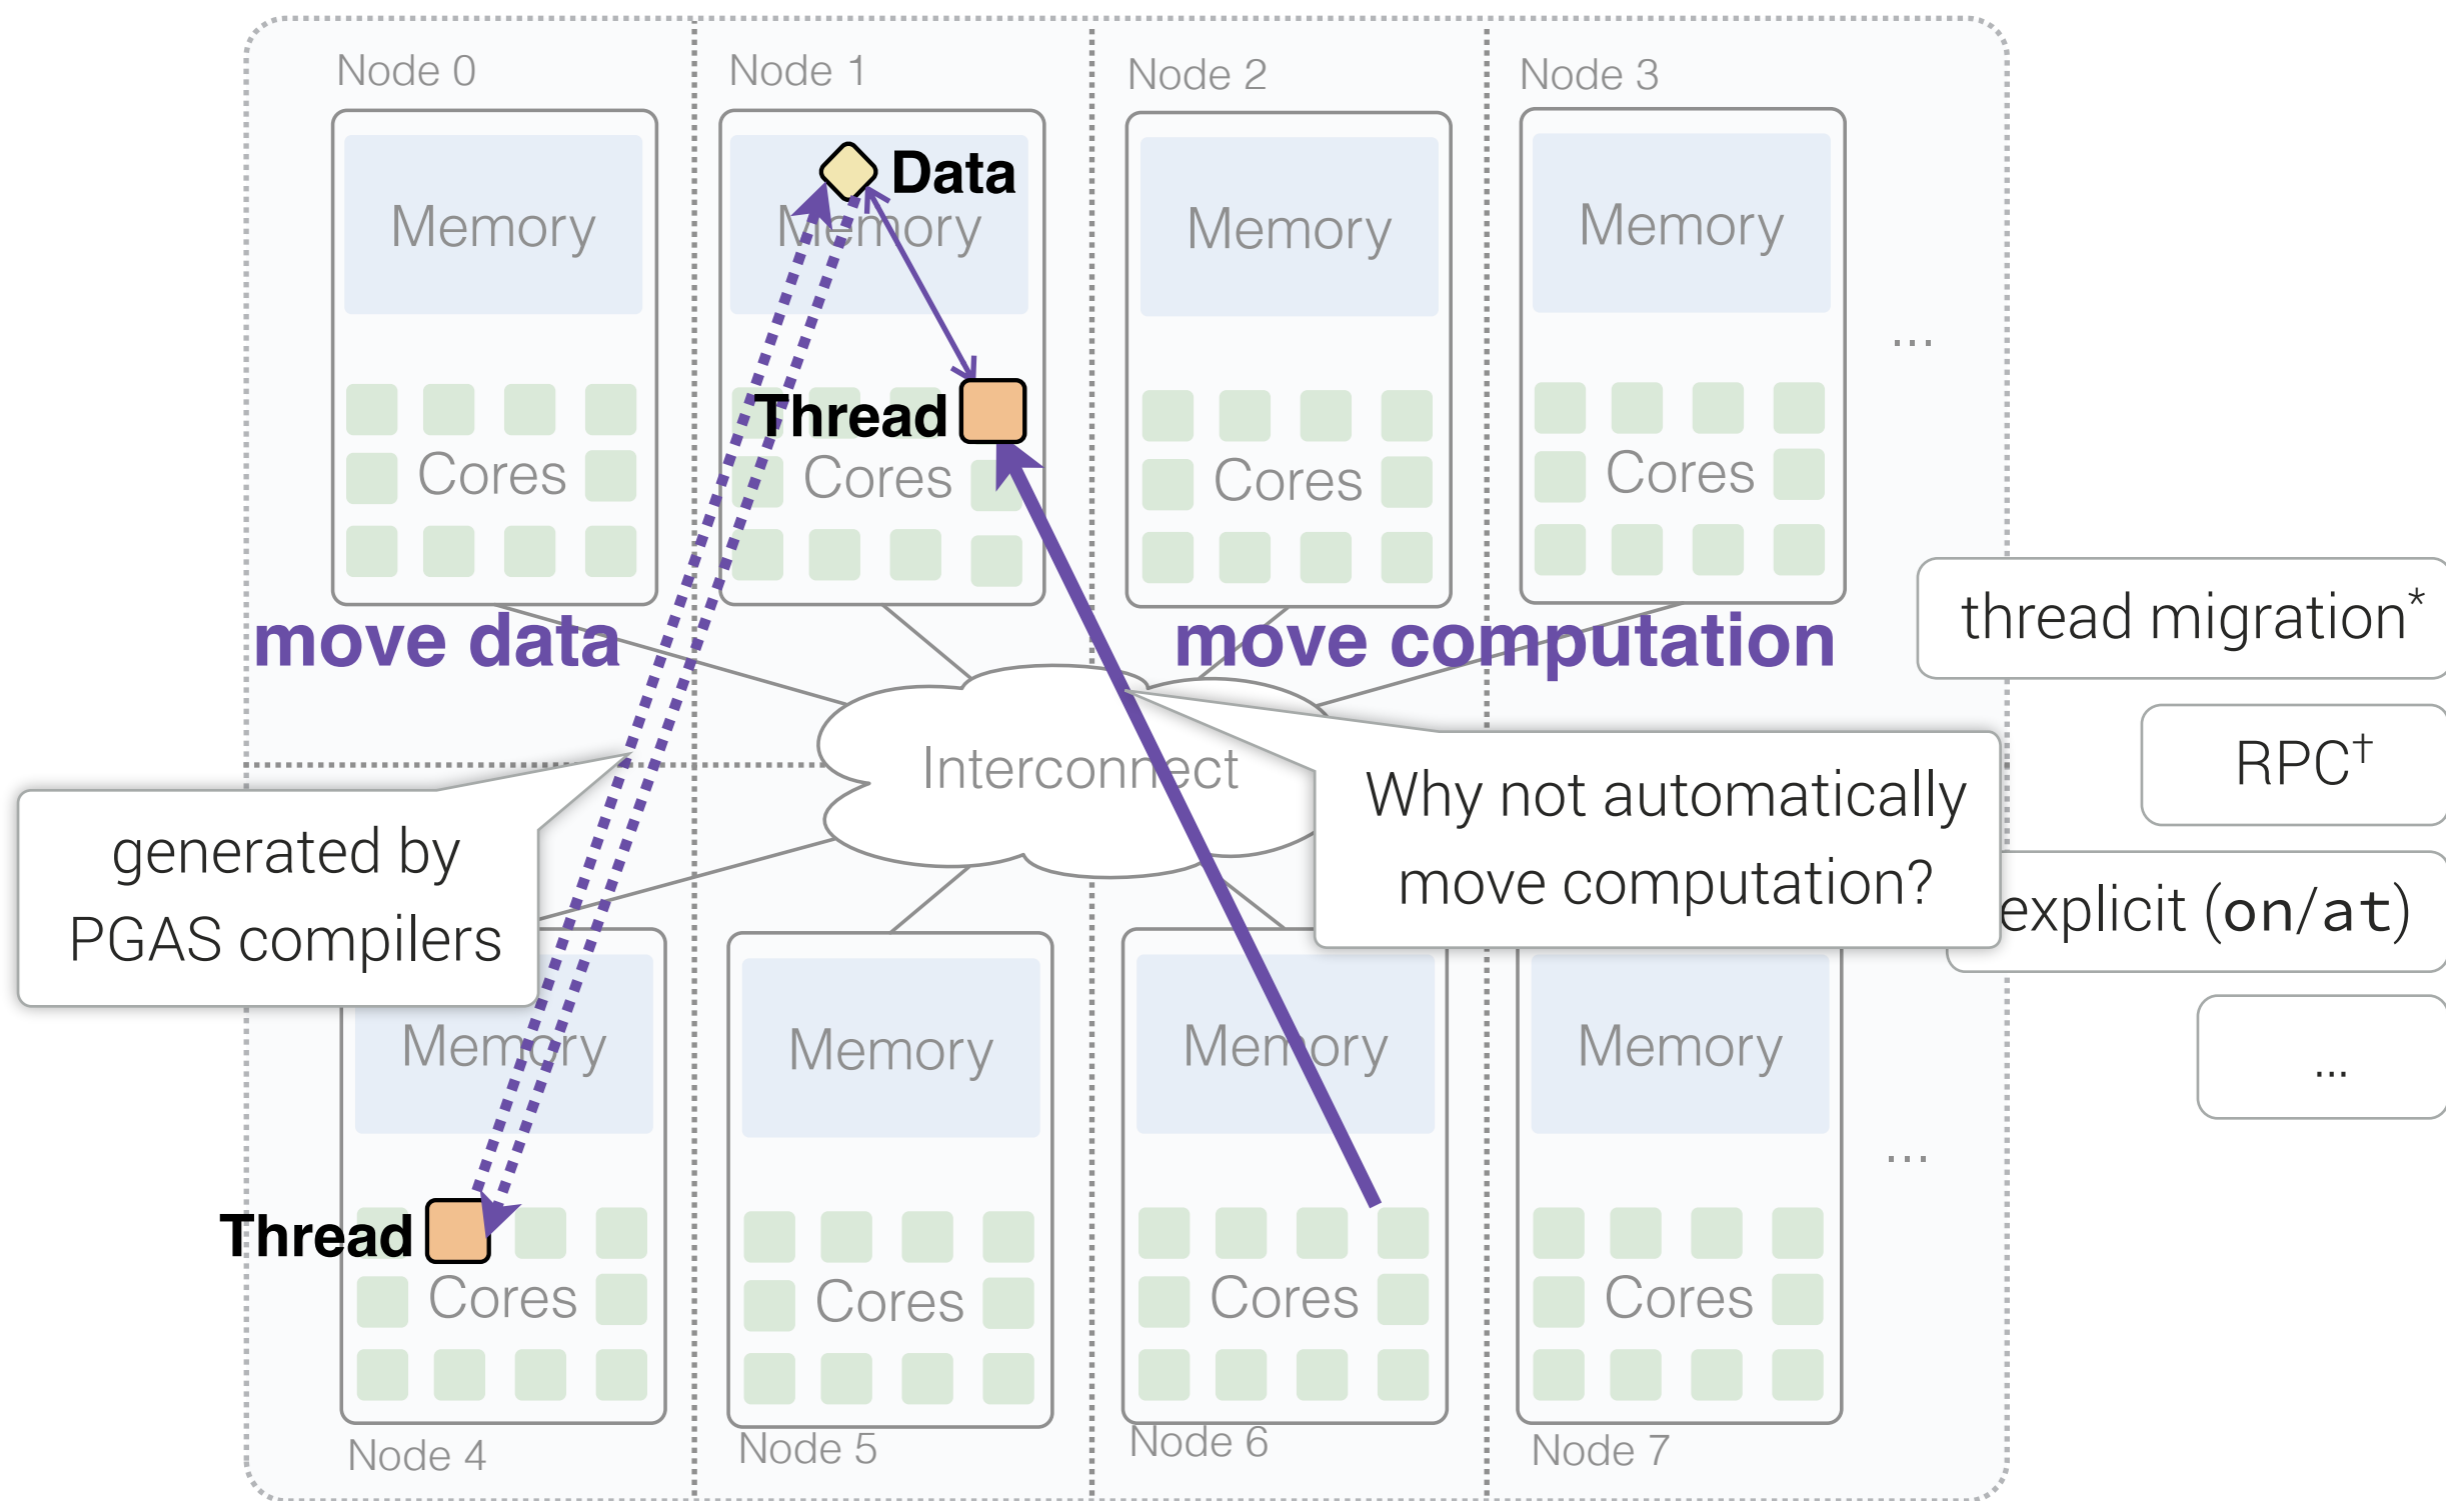 Node 0
Node 1
Node 2
Node 3
Memory
Data
Memory
Memory
Memory
...
Thread
Cores
Cores
Cores
Cores
move data
move computation
thread migration*
RPC†
Interconnect
Why not automatically
move computation?
generated by
PGAS compilers
explicit (on/at)
...
Memory
Memory
Memory
Memory
...
Thread
Cores
Cores
Cores
Cores
Node 4
Node 5
Node 6
Node 7